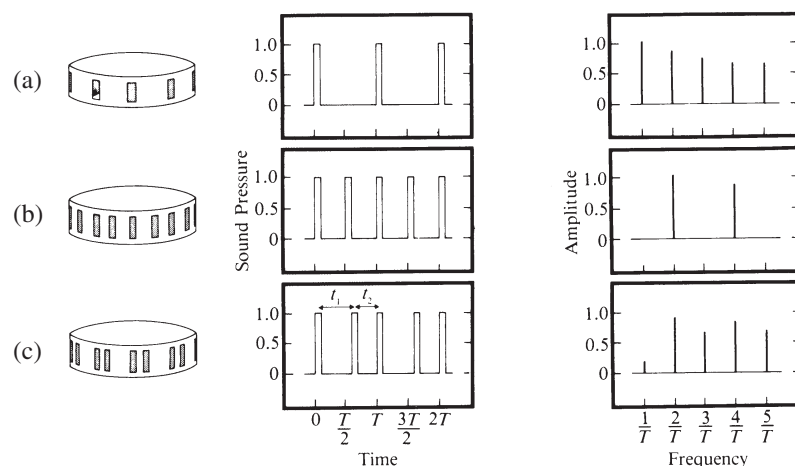 (a)
1.0
0.5
0
1.0
0.5
0
(b)
Sound Pressure
1.0
0.5
0
Amplitude
1.0
0.5
0
(c)
t₁ t₂
1.0
0.5
0
0 T/2 T 3T/2 2T
Time
1.0
0.5
0
1/T 2/T 3/T 4/T 5/T
Frequency